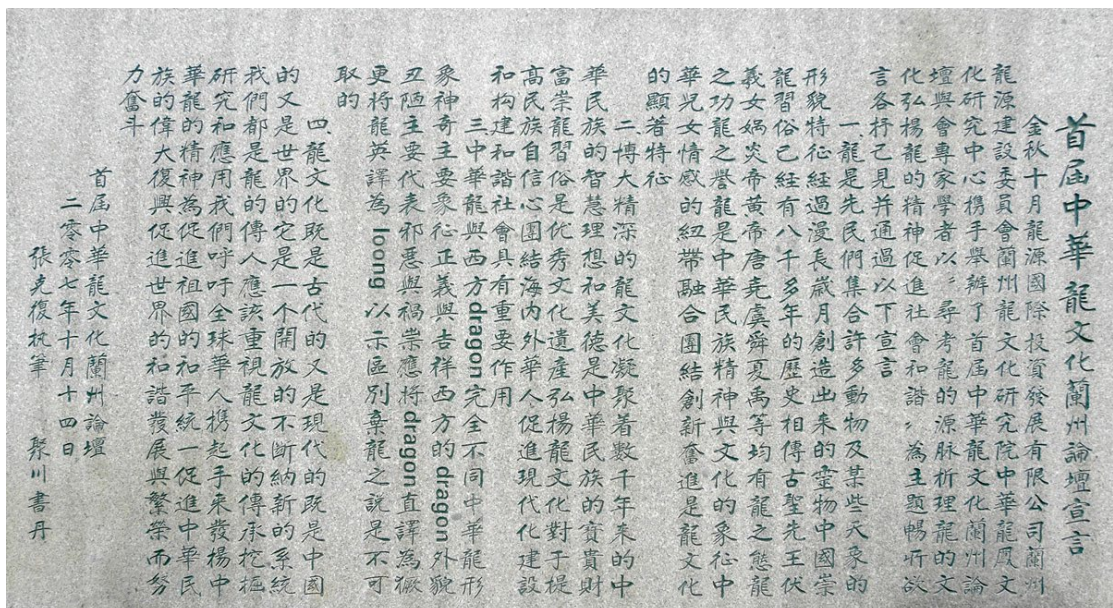 首屆中華龍文化蘭州論壇宣言
金秋十月龍源國際投資發展有限公司蘭州
龍源建設委員會蘭州龍文化研究院中華龍鳳文
化研究中心携手舉辦了首屆中華龍文化蘭州論
壇與會專家學者以〝尋考龍的源脉析理龍的文
化弘揚龍的精神促進社會和諧〞為主題暢所欲
言各抒己見并通過以下宣言
一、龍是先民們集合許多動物及某些天象的
形貌特征經過漫長歲月創造出來的靈物中國崇
龍習俗已經有八千多年的歷史相傳古聖先王伏
義女媧炎帝黃帝唐堯虞舜夏禹等均有龍之態龍
之功龍之譽龍是中華民族精神與文化的象征中
華兒女情感的紐帶融合團結創新奮進是龍文化
的顯著特征
二、博大精深的龍文化凝聚着數千年來的中
華民族的智慧理想和美德是中華民族的寶貴財
富崇龍習俗是优秀文化遺産弘揚龍文化對于提
高民族自信心團結海內外華人促進現代化建設
和构建和諧社會具有重要作用
三、中華龍與西方dragon完全不同中華龍形
象神奇主要象征正義與吉祥西方的dragon外貌
丑陋主要代表邪惡與禍祟應將dragon直譯為獗
更將龍英譯為loong以示區別棄龍之說是不可
取的
四、龍文化既是古代的又是現代的既是中國
的又是世界的它是一个開放的不斷納新的系統
我們都是龍的傳人應該重視龍文化的傳承挖掘
研究和應用我們呼吁全球華人携起手來發揚中
華龍的精神為促進祖國的和平統一促進中華民
族的偉大復興促進世界的和諧發展與繁榮而努
力奮斗
首屆中華龍文化蘭州論壇
二零零七年十月十四日
張克復執筆 聚川書丹